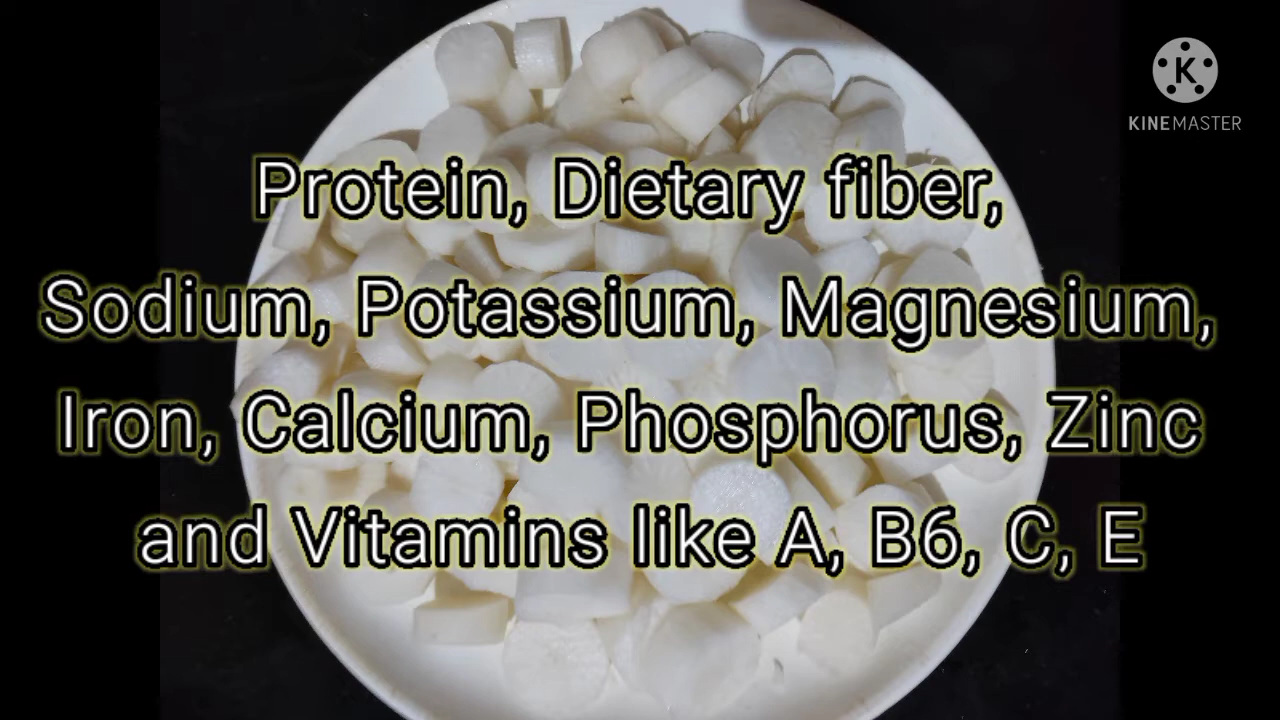 K
KINEMASTER
Protein, Dietary fiber,
Sodium, Potassium, Magnesium,
Iron, Calcium, Phosphorus, Zinc
and Vitamins like A, B6, C, E